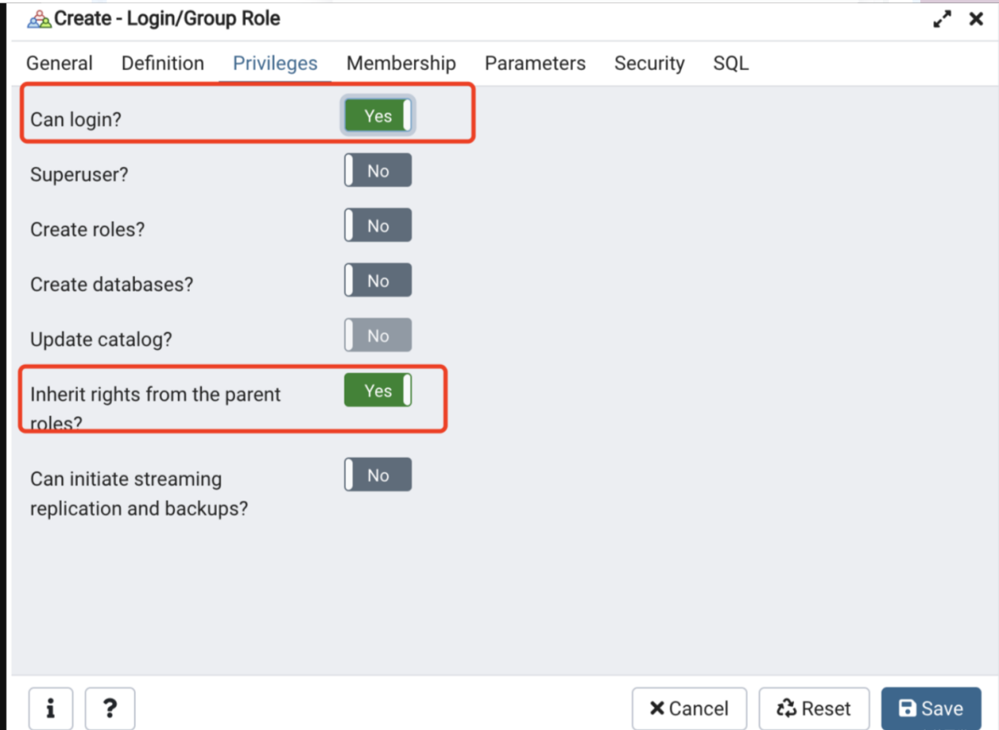 Create - Login/Group Role
General Definition Privileges Membership Parameters Security SQL
Can login? Yes
Superuser? No
Create roles? No
Create databases? No
Update catalog? No
Inherit rights from the parent Yes
roles?
Can initiate streaming No
replication and backups?
i ? Cancel Reset Save